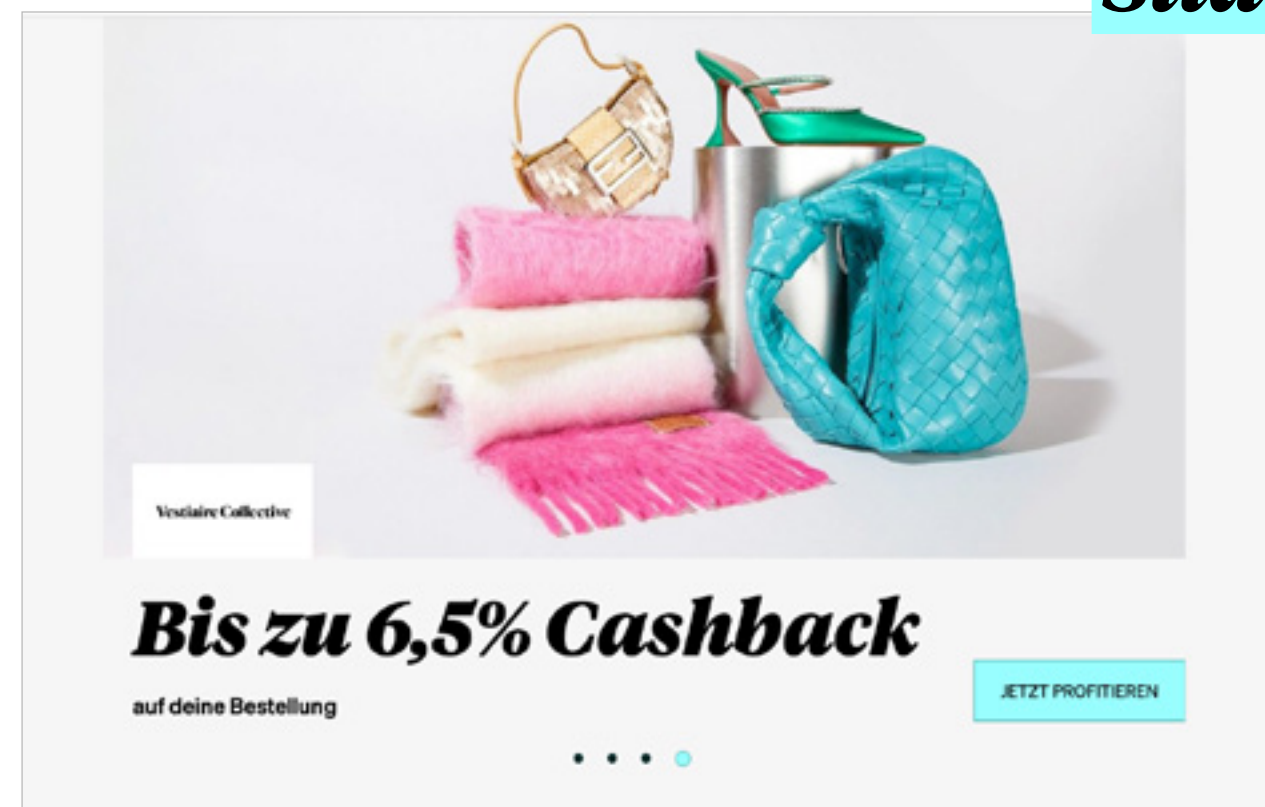 Vestiaire Collective
Bis zu 6,5% Cashback
auf deine Bestellung
JETZT PROFITIEREN